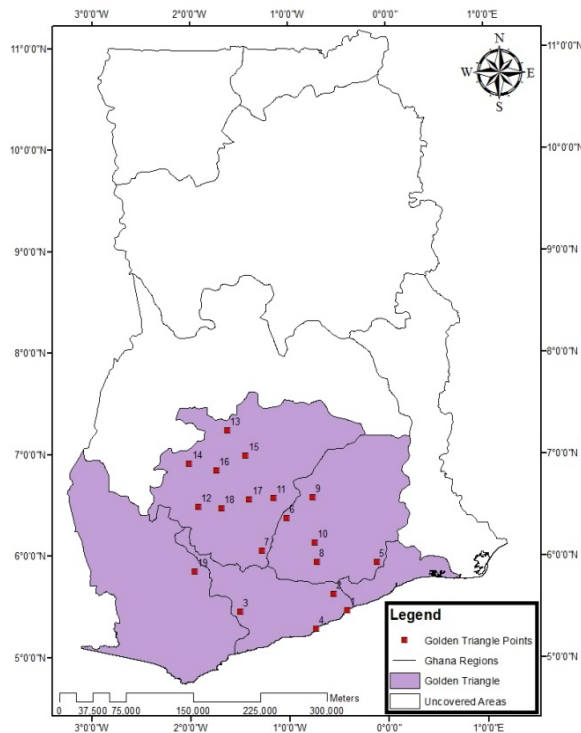 3°0'0"W 2°0'0"W 1°0'0"W 0°0'0" 1°0'0"E
11°0'0"N 11°0'0"N
N
W E
S
10°0'0"N 10°0'0"N
9°0'0"N 9°0'0"N
8°0'0"N 8°0'0"N
13
7°0'0"N 14 16 15 7°0'0"N
12 18 17 11 9
6
10
6°0'0"N 7 8 5 6°0'0"N
19
2
3 1
4
5°0'0"N 5°0'0"N
Legend
Golden Triangle Points
Ghana Regions
Golden Triangle
Uncovered Areas
Meters
0 37,500 75,000 150,000 225,000 300,000
3°0'0"W 2°0'0"W 1°0'0"W 0°0'0" 1°0'0"E